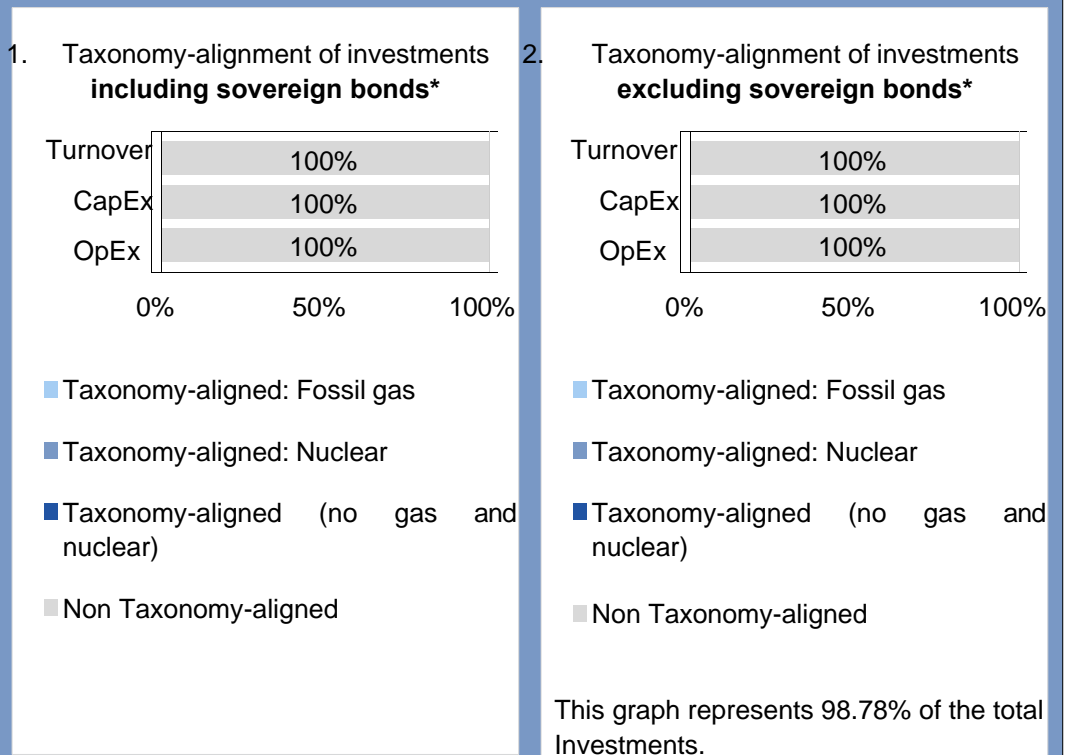 1. Taxonomy-alignment of investments
including sovereign bonds*
Turnover 100%
CapEx 100%
OpEx 100%
0% 50% 100%
Taxonomy-aligned: Fossil gas
Taxonomy-aligned: Nuclear
Taxonomy-aligned (no gas and
nuclear)
Non Taxonomy-aligned
2. Taxonomy-alignment of investments
excluding sovereign bonds*
Turnover 100%
CapEx 100%
OpEx 100%
0% 50% 100%
Taxonomy-aligned: Fossil gas
Taxonomy-aligned: Nuclear
Taxonomy-aligned (no gas and
nuclear)
Non Taxonomy-aligned
This graph represents 98.78% of the total
Investments.